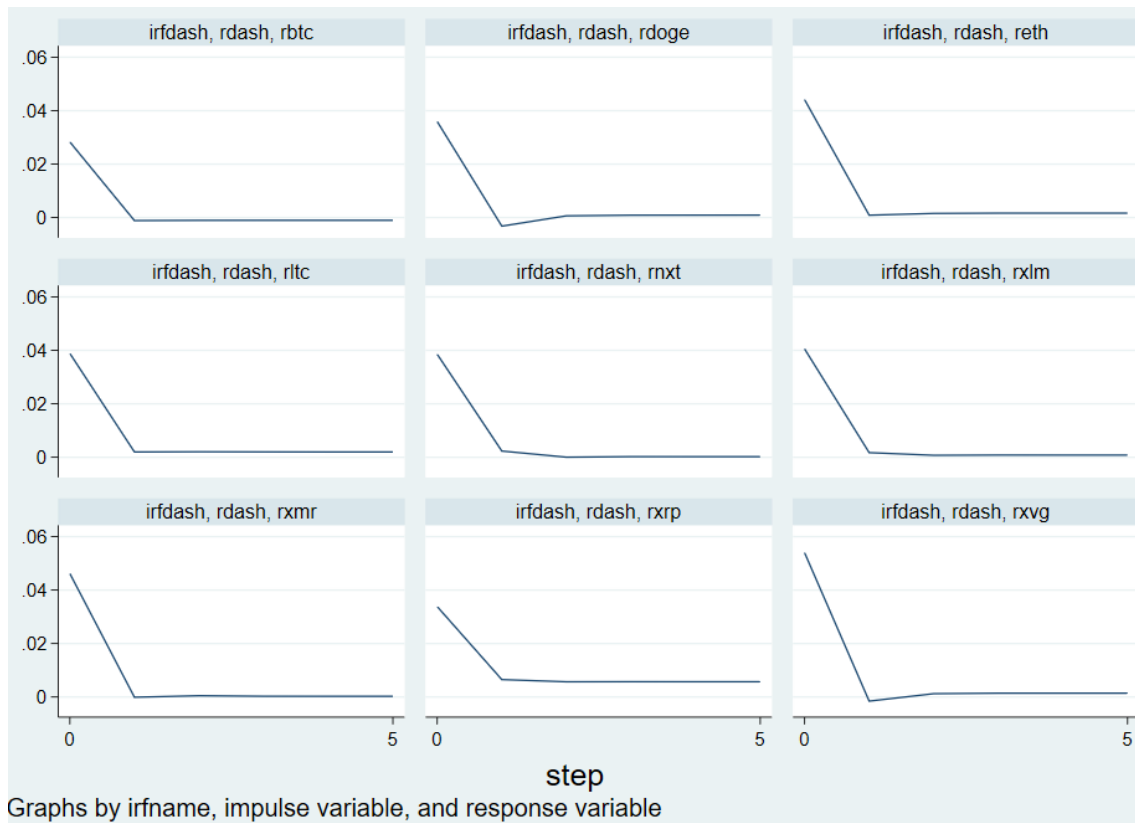 irfdash, rdash, rbtc
irfdash, rdash, rdoge
irfdash, rdash, reth
.06
.04
.02
0
irfdash, rdash, rltc
irfdash, rdash, rnxt
irfdash, rdash, rxlm
.06
.04
.02
0
irfdash, rdash, rxmr
irfdash, rdash, rxrp
irfdash, rdash, rxvg
.06
.04
.02
0
0 5 0 5 0 5
step
Graphs by irfname, impulse variable, and response variable